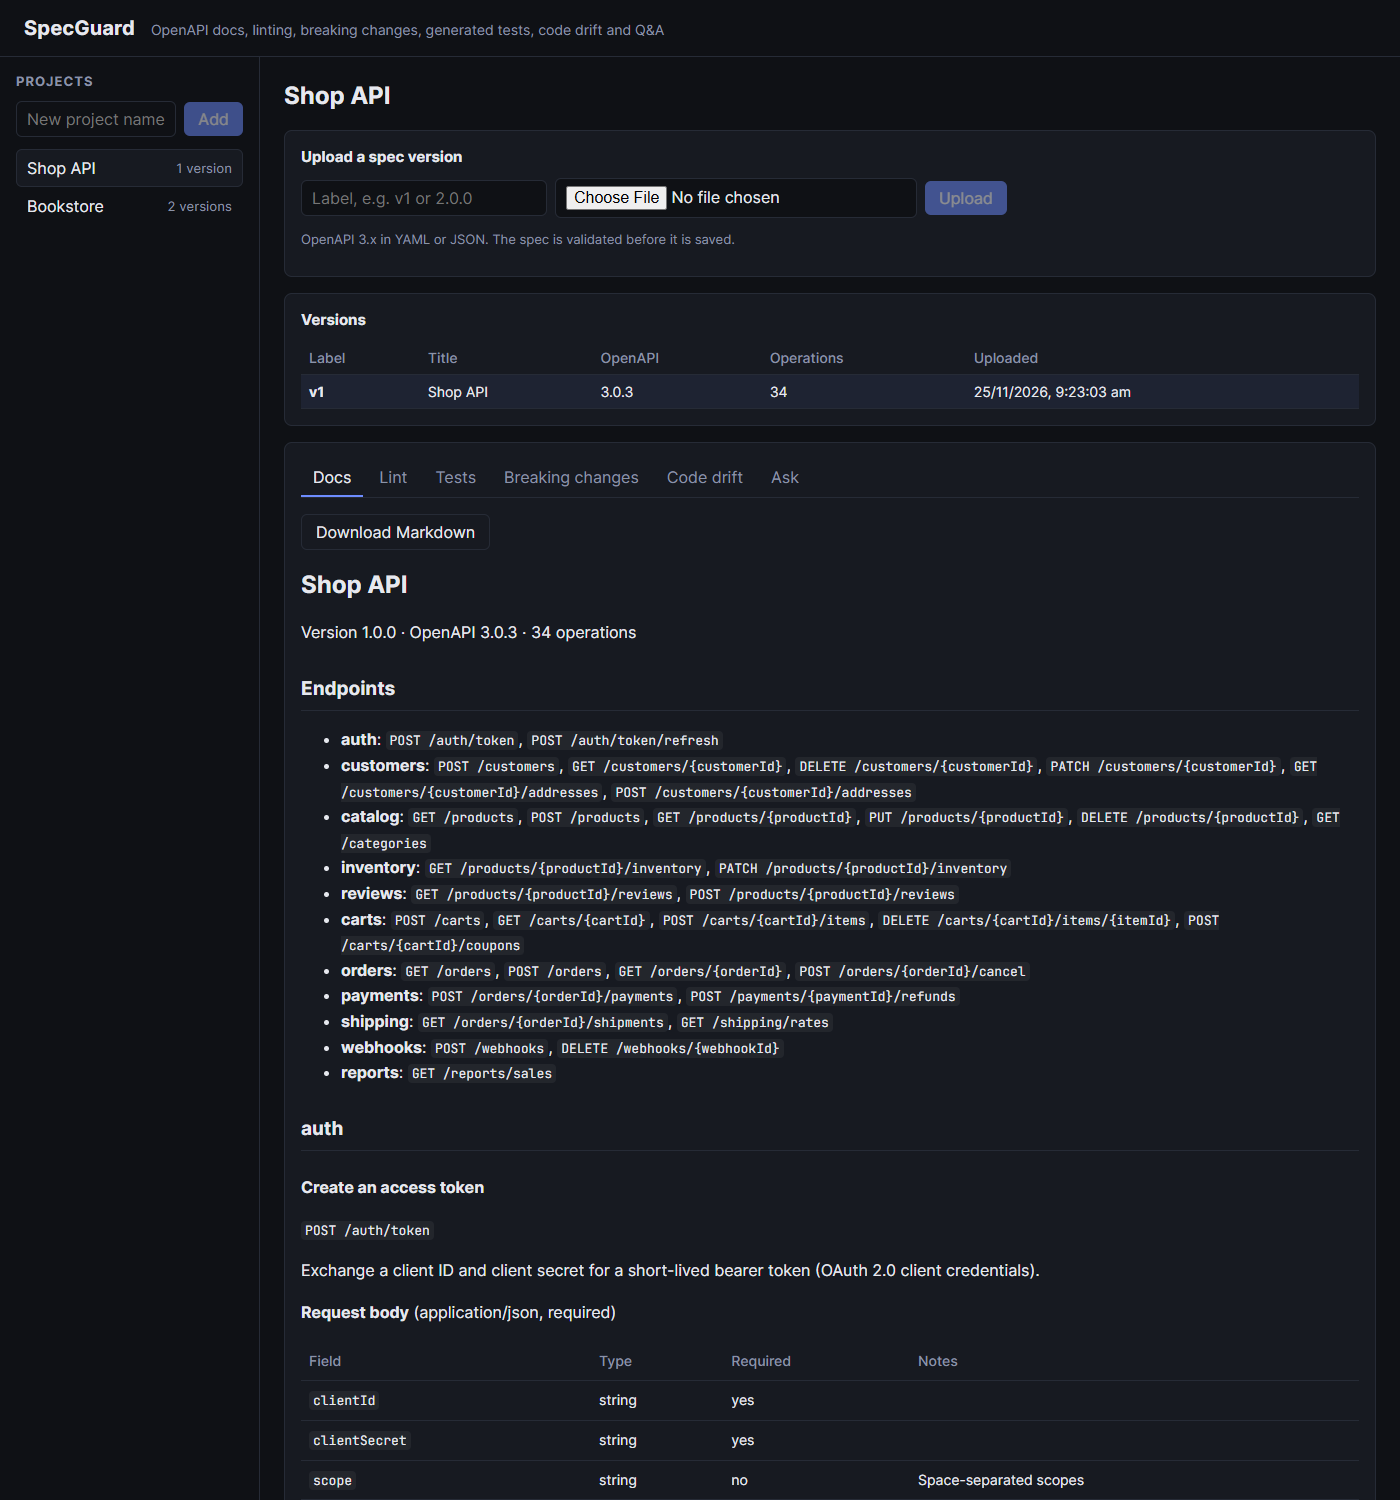 SpecGuard OpenAPI docs, linting, breaking changes, generated tests, code drift and Q&A
PROJECTS
New project name Add
Shop API 1 version
Bookstore 2 versions
Shop API
Upload a spec version
Label, e.g. v1 or 2.0.0 Choose File No file chosen Upload
OpenAPI 3.x in YAML or JSON. The spec is validated before it is saved.
Versions
Label Title OpenAPI Operations Uploaded
v1 Shop API 3.0.3 34 25/11/2026, 9:23:03 am
Docs Lint Tests Breaking changes Code drift Ask
Download Markdown
Shop API
Version 1.0.0 · OpenAPI 3.0.3 · 34 operations
Endpoints
• auth: POST /auth/token, POST /auth/token/refresh
• customers: POST /customers, GET /customers/{customerId}, DELETE /customers/{customerId}, PATCH /customers/{customerId}, GET
/customers/{customerId}/addresses, POST /customers/{customerId}/addresses
• catalog: GET /products, POST /products, GET /products/{productId}, PUT /products/{productId}, DELETE /products/{productId}, GET
/categories
• inventory: GET /products/{productId}/inventory, PATCH /products/{productId}/inventory
• reviews: GET /products/{productId}/reviews, POST /products/{productId}/reviews
• carts: POST /carts, GET /carts/{cartId}, POST /carts/{cartId}/items, DELETE /carts/{cartId}/items/{itemId}, POST
/carts/{cartId}/coupons
• orders: GET /orders, POST /orders, GET /orders/{orderId}, POST /orders/{orderId}/cancel
• payments: POST /orders/{orderId}/payments, POST /payments/{paymentId}/refunds
• shipping: GET /orders/{orderId}/shipments, GET /shipping/rates
• webhooks: POST /webhooks, DELETE /webhooks/{webhookId}
• reports: GET /reports/sales
auth
Create an access token
POST /auth/token
Exchange a client ID and client secret for a short-lived bearer token (OAuth 2.0 client credentials).
Request body (application/json, required)
Field Type Required Notes
clientId string yes
clientSecret string yes
scope string no Space-separated scopes